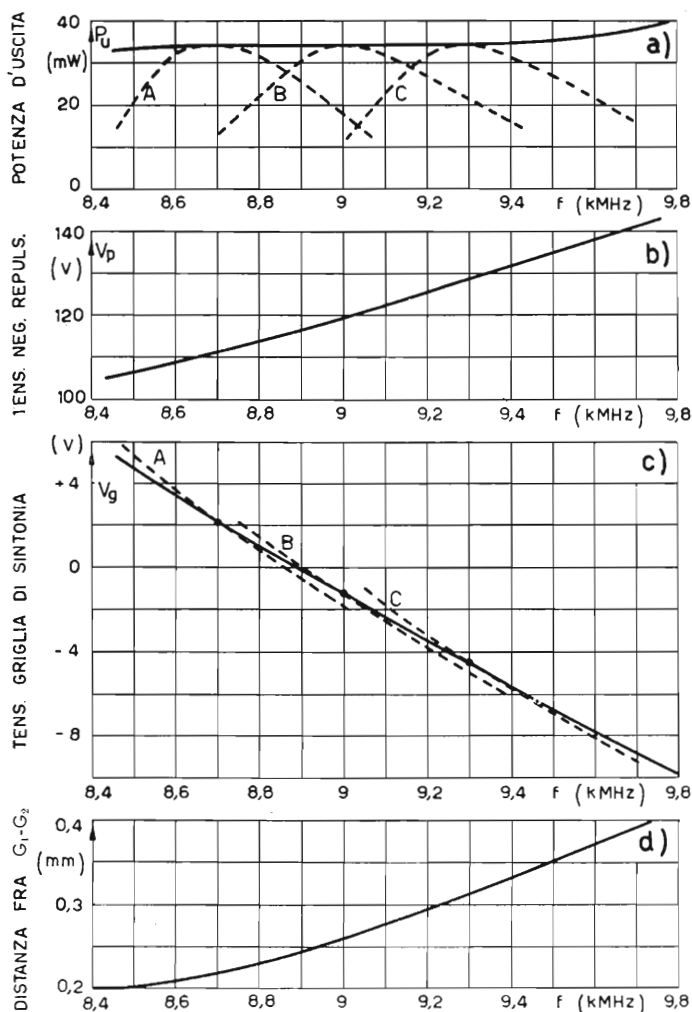 POTENZA D'USCITA
40
20
0
(mW)
Pu
a)
A
B
C
8,4 8,6 8,8 9 9,2 9,4 f (kMHz) 9,8
TENS. NEG. REPULS.
140
(V)
120
100
Vp
b)
8,4 8,6 8,8 9 9,2 9,4 f (kMHz) 9,8
TENS. GRIGLIA DI SINTONIA
(V)
+4
0
-4
-8
Vg
c)
A
B
C
8,4 8,6 8,8 9 9,2 9,4 f (kMHz) 9,8
DISTANZA FRA G1-G2
0,4
(mm)
0,3
0,2
d)
8,4 8,6 8,8 9 9,2 9,4 f (kMHz) 9,8